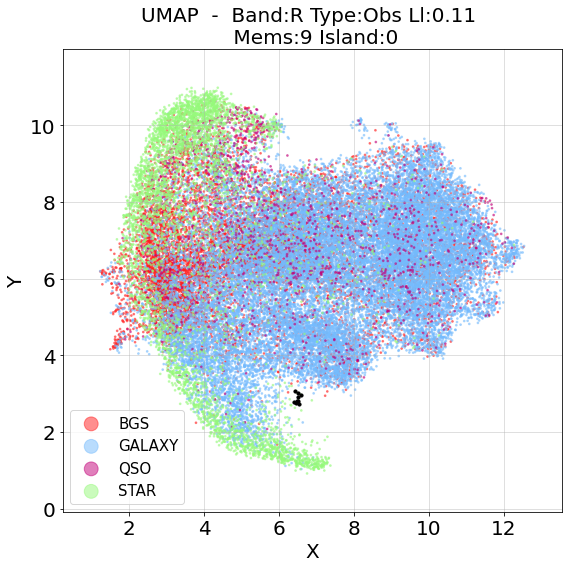 UMAP - Band:R Type:Obs Ll:0.11
Mems:9 Island:0
Y
10
8
6
4
2
0
BGS
GALAXY
QSO
STAR
2 4 6 8 10 12
X